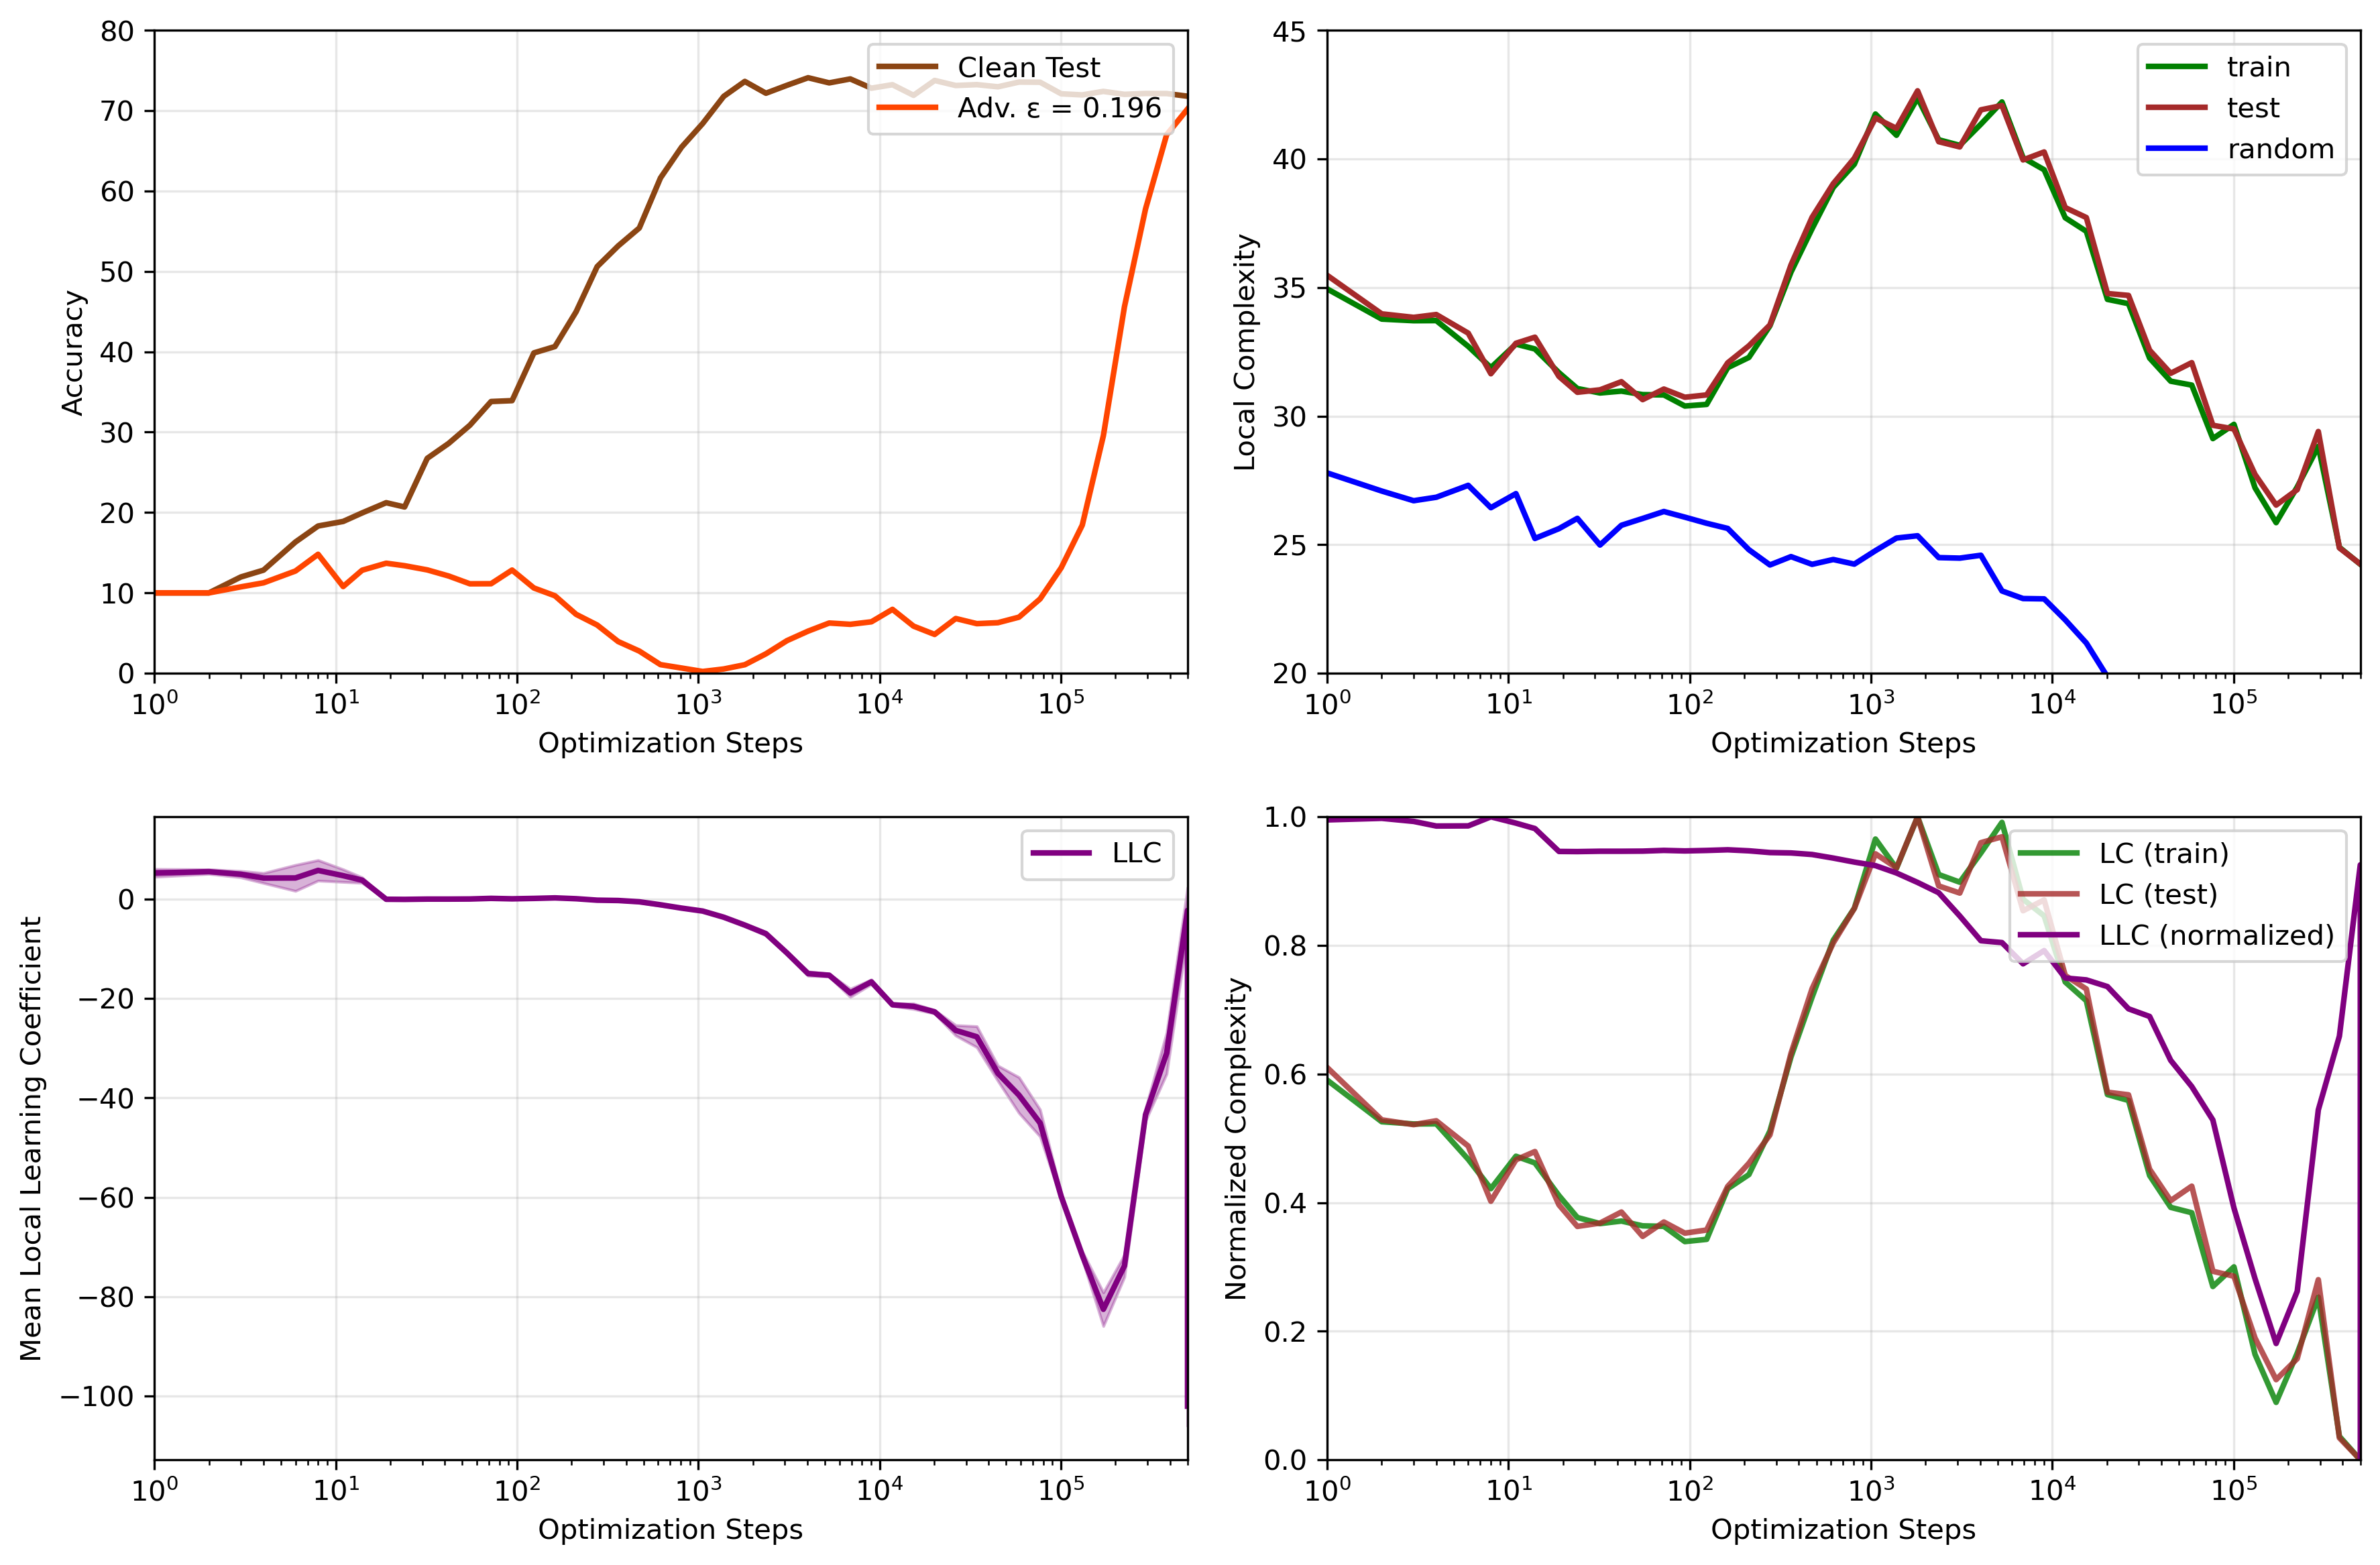 80
70
60
50
40
30
20
10
0
Accuracy
Clean Test
Adv. ε = 0.196
10⁰ 10¹ 10² 10³ 10⁴ 10⁵
Optimization Steps
45
40
35
30
25
20
Local Complexity
train
test
random
10⁰ 10¹ 10² 10³ 10⁴ 10⁵
Optimization Steps
0
−20
−40
−60
−80
−100
Mean Local Learning Coefficient
LLC
10⁰ 10¹ 10² 10³ 10⁴ 10⁵
Optimization Steps
1.0
0.8
0.6
0.4
0.2
0.0
Normalized Complexity
LC (train)
LC (test)
LLC (normalized)
10⁰ 10¹ 10² 10³ 10⁴ 10⁵
Optimization Steps